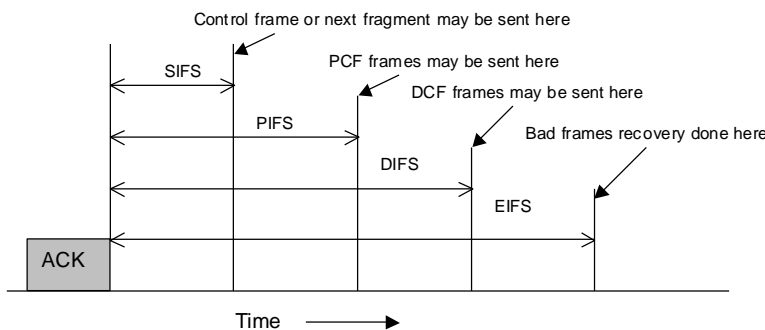 Control frame or next fragment may be sent here
SIFS
PCF frames may be sent here
PIFS
DCF frames may be sent here
DIFS
Bad frames recovery done here
EIFS
ACK
Time